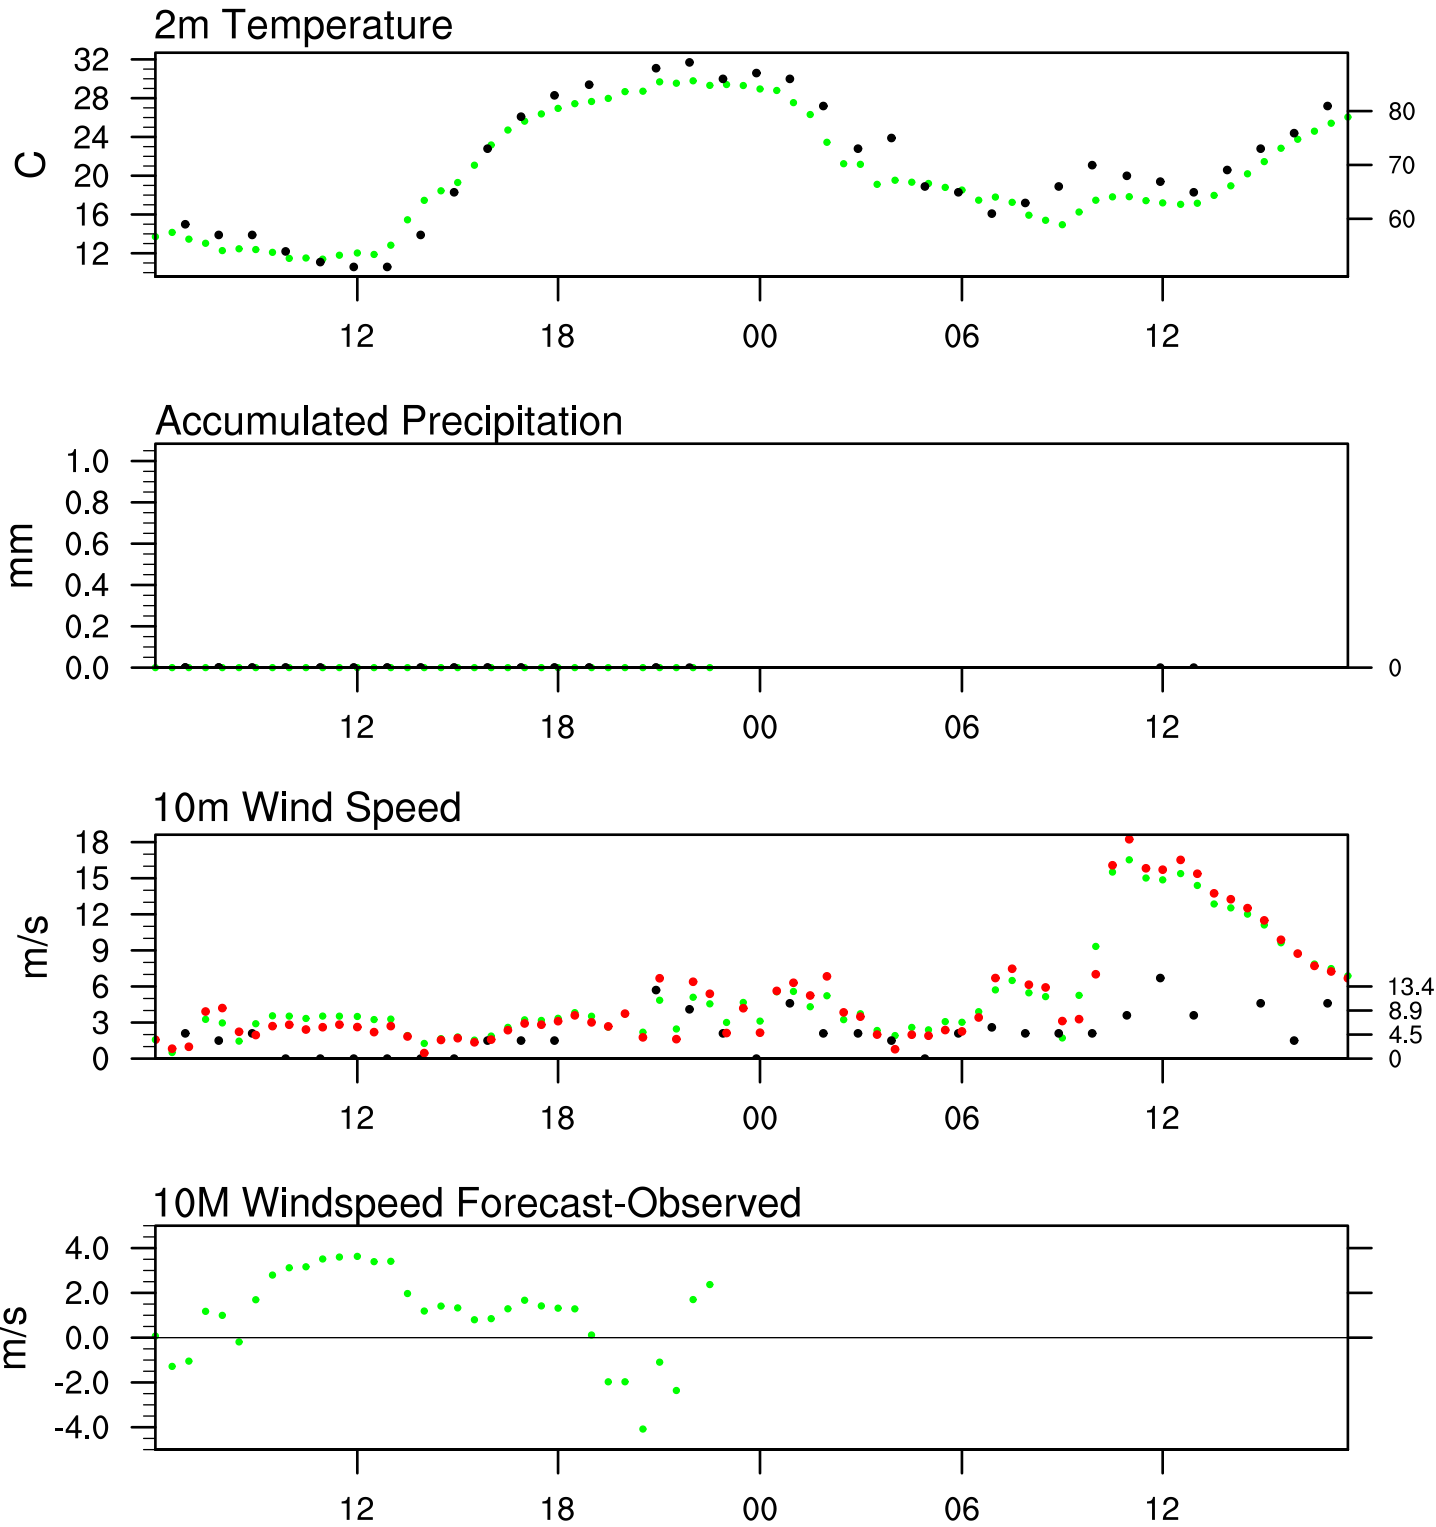 2m Temperature
32
28
24
20
16
12
C
80
70
60
12 18 00 06 12
Accumulated Precipitation
1.0
0.8
0.6
0.4
0.2
0.0
mm
0
12 18 00 06 12
10m Wind Speed
18
15
12
9
6
3
0
m/s
13.4
8.9
4.5
0
12 18 00 06 12
10M Windspeed Forecast-Observed
4.0
2.0
0.0
-2.0
-4.0
m/s
12 18 00 06 12